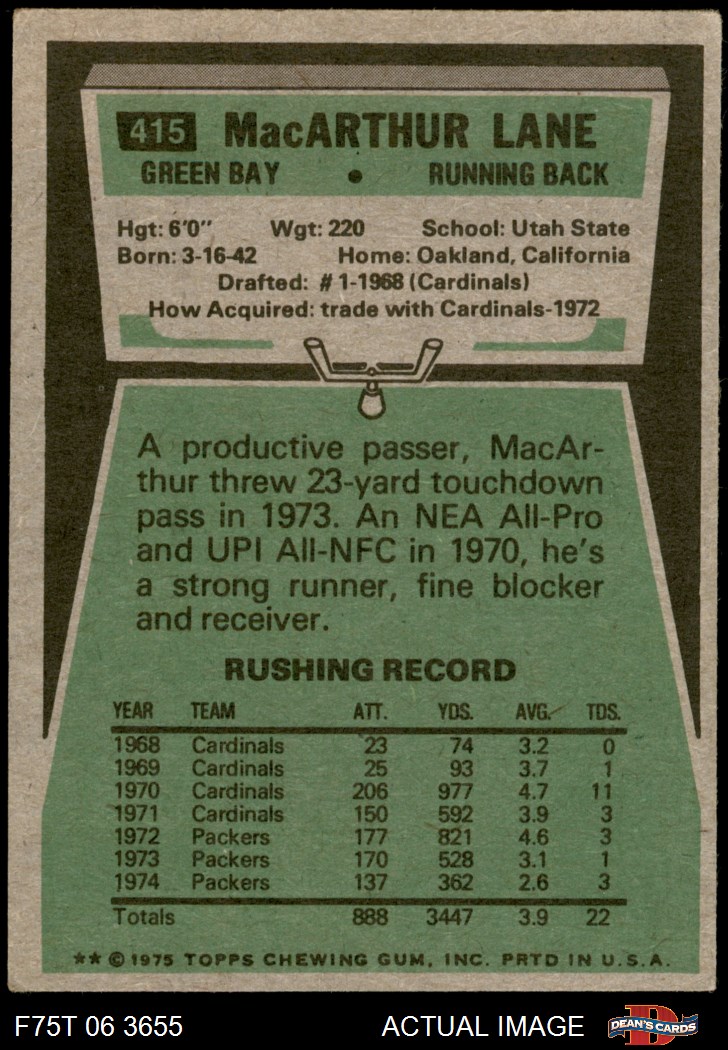 415 MacARTHUR LANE
GREEN BAY • RUNNING BACK
Hgt: 6'0" Wgt: 220 School: Utah State
Born: 3-16-42 Home: Oakland, California
Drafted: #1-1968 (Cardinals)
How Acquired: trade with Cardinals-1972
A productive passer, MacAr-
thur threw 23-yard touchdown
pass in 1973. An NEA All-Pro
and UPI All-NFC in 1970, he's
a strong runner, fine blocker
and receiver.
RUSHING RECORD
YEAR TEAM ATT. YDS. AVG. TDS.
1968 Cardinals 23 74 3.2 0
1969 Cardinals 25 93 3.7 1
1970 Cardinals 206 977 4.7 11
1971 Cardinals 150 592 3.9 3
1972 Packers 177 821 4.6 3
1973 Packers 170 528 3.1 1
1974 Packers 137 362 2.6 3
Totals 888 3447 3.9 22
** © 1975 TOPPS CHEWING GUM, INC. PRTD IN U.S.A.
F75T 06 3655 ACTUAL IMAGE D DEAN'S CARDS